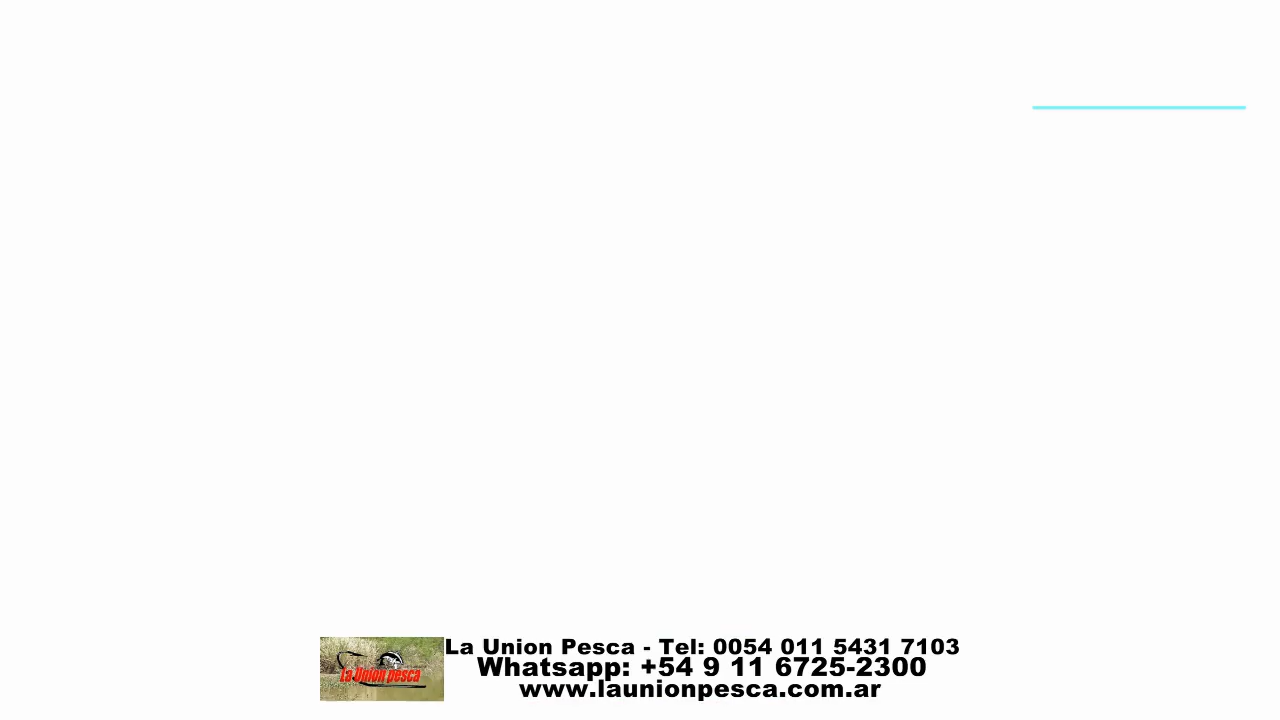 La Union Pesca - Tel: 0054 011 5431 7103
Whatsapp: +54 9 11 6725-2300
www.launionpesca.com.ar
La Union pesca